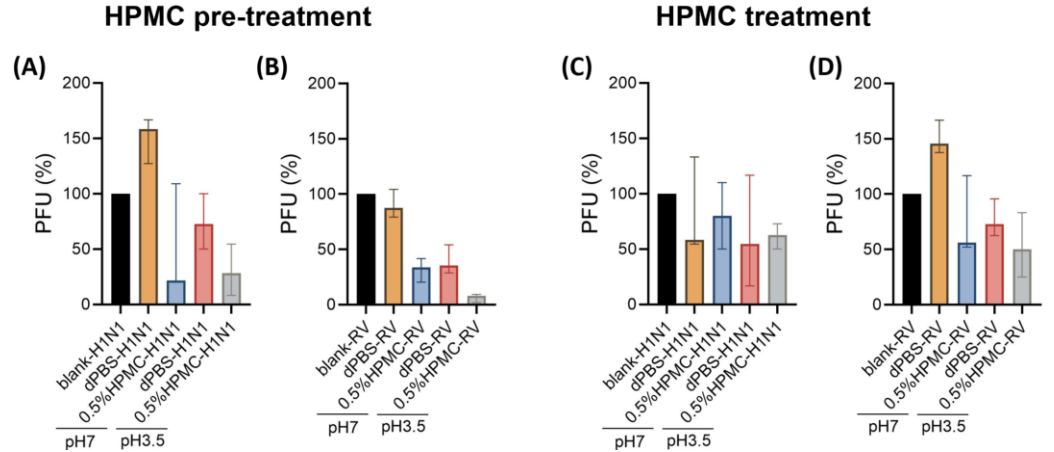 HPMC pre-treatment
HPMC treatment
(A)
200
150
100
50
0
PFU (%)
blank-H1N1
dPBS-H1N1
0.5%HPMC-H1N1
dPBS-H1N1
0.5%HPMC-H1N1
pH7
pH3.5
(B)
200
150
100
50
0
PFU (%)
blank-RV
dPBS-RV
0.5%HPMC-RV
dPBS-RV
0.5%HPMC-RV
pH7
pH3.5
(C)
200
150
100
50
0
PFU (%)
blank-H1N1
dPBS-H1N1
0.5%HPMC-H1N1
dPBS-H1N1
0.5%HPMC-H1N1
pH7
pH3.5
(D)
200
150
100
50
0
PFU (%)
blank-RV
dPBS-RV
0.5%HPMC-RV
dPBS-RV
0.5%HPMC-RV
pH7
pH3.5